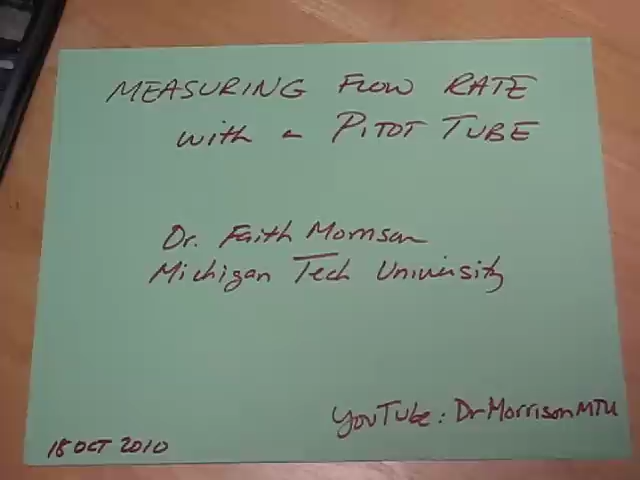 MEASURING FLOW RATE
with a PITOT TUBE
Dr. Faith Morrison
Michigan Tech University
YouTube: DrMorrisonMTU
18 OCT 2010